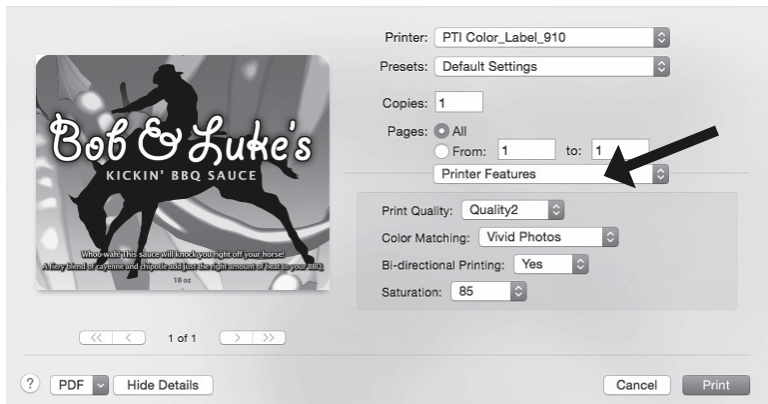 Printer: PTI Color_Label_910
Presets: Default Settings
Copies: 1
Pages: All
From: 1 to: 1
Printer Features
Print Quality: Quality2
Color Matching: Vivid Photos
Bi-directional Printing: Yes
Saturation: 85
Bob & Luke's
KICKIN' BBQ SAUCE
Whoo-wah! This sauce will knock you right off your horse!
A fiery blend of cayenne and chipotle add just the right amount of heat to your BBQ.
18 oz
<< < 1 of 1 > >>
? PDF Hide Details Cancel Print